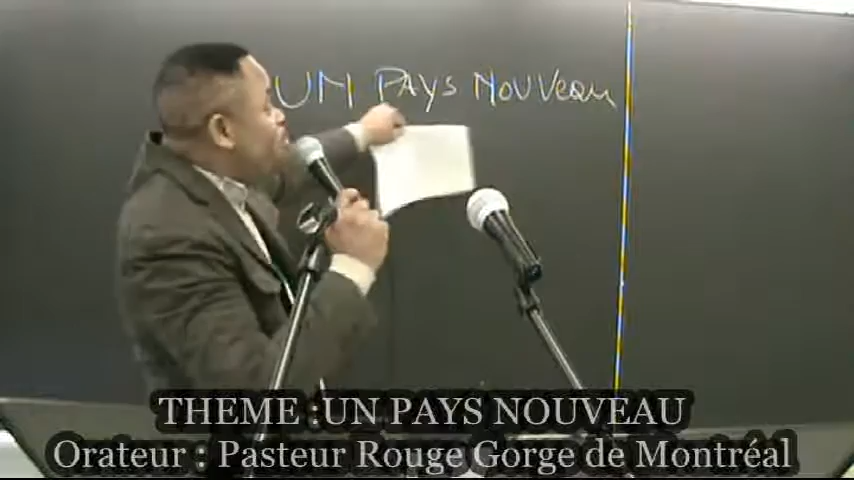 UN PAYS NOUVEAU
THEME :UN PAYS NOUVEAU
Orateur : Pasteur Rouge Gorge de Montréal